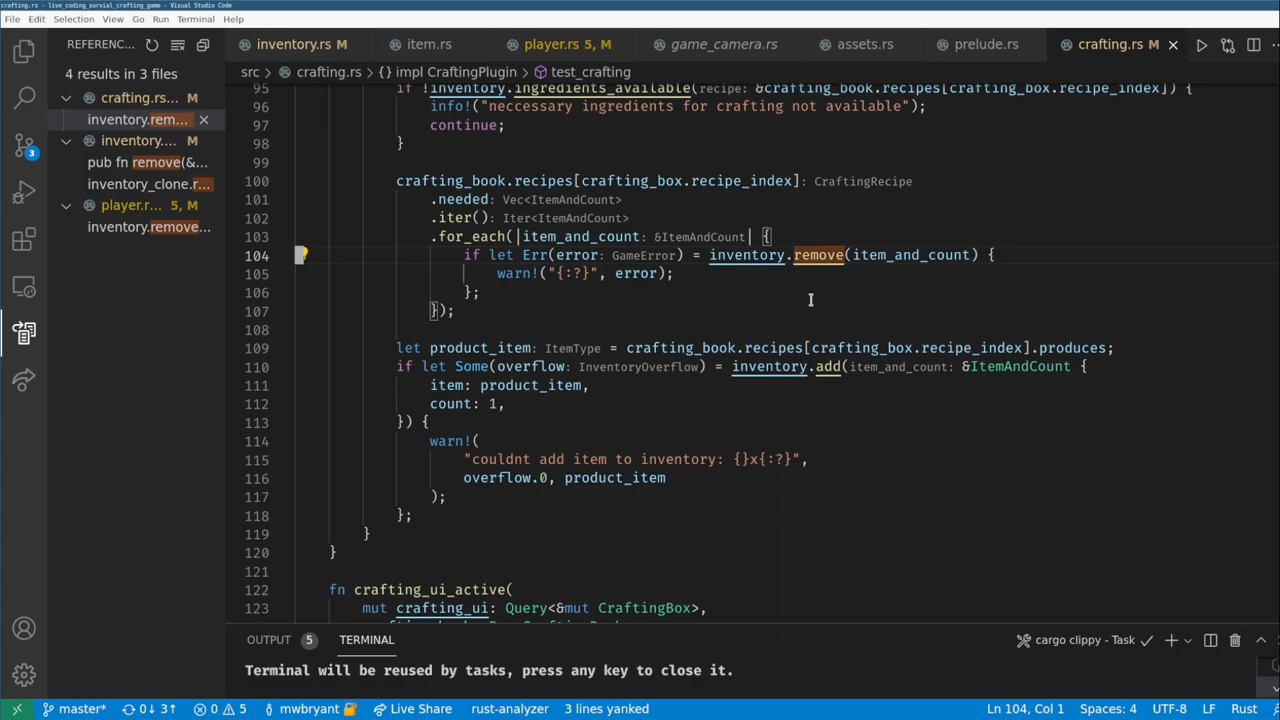 crafting.rs - live_coding_survial_crafting_game - Visual Studio Code
File Edit Selection View Go Run Terminal Help
REFERENC...
inventory.rs M item.rs player.rs 5, M game_camera.rs assets.rs prelude.rs crafting.rs M
4 results in 3 files
src > crafting.rs > {} impl CraftingPlugin > test_crafting
crafting.rs... M
inventory.rem...
inventory.... M
pub fn remove(&...
inventory_clone.r...
player.r... 5, M
inventory.remove...
3
95 if !inventory.ingredients_available(recipe: &crafting_book.recipes[crafting_box.recipe_index]) {
96 info!("neccessary ingredients for crafting not available");
97 continue;
98 }
99
100 crafting_book.recipes[crafting_box.recipe_index]: CraftingRecipe
101 .needed: Vec<ItemAndCount>
102 .iter(): Iter<ItemAndCount>
103 .for_each(|item_and_count: &ItemAndCount| {
104 if let Err(error: GameError) = inventory.remove(item_and_count) {
105 warn!("{:?}", error);
106 };
107 });
108
109 let product_item: ItemType = crafting_book.recipes[crafting_box.recipe_index].produces;
110 if let Some(overflow: InventoryOverflow) = inventory.add(item_and_count: &ItemAndCount {
111 item: product_item,
112 count: 1,
113 }) {
114 warn!(
115 "couldnt add item to inventory: {}x{:?}",
116 overflow.0, product_item
117 );
118 };
119 }
120 }
121
122 fn crafting_ui_active(
123 mut crafting_ui: Query<&mut CraftingBox>,
OUTPUT 5 TERMINAL cargo clippy - Task
Terminal will be reused by tasks, press any key to close it.
master* 0↓ 3↑ 0 5 mwbryant Live Share rust-analyzer 3 lines yanked Ln 104, Col 1 Spaces: 4 UTF-8 LF Rust